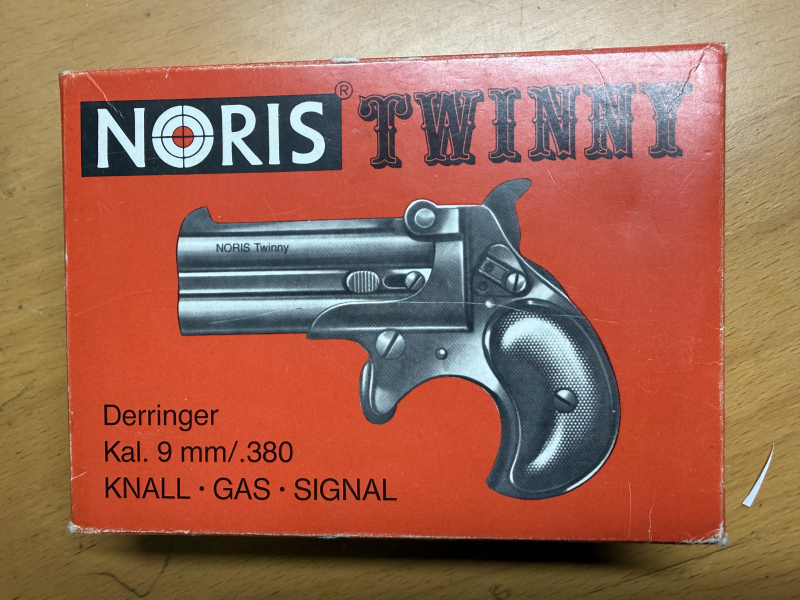 NORIS® TWINNY
NORIS Twinny
Derringer
Kal. 9 mm/.380
KNALL · GAS · SIGNAL